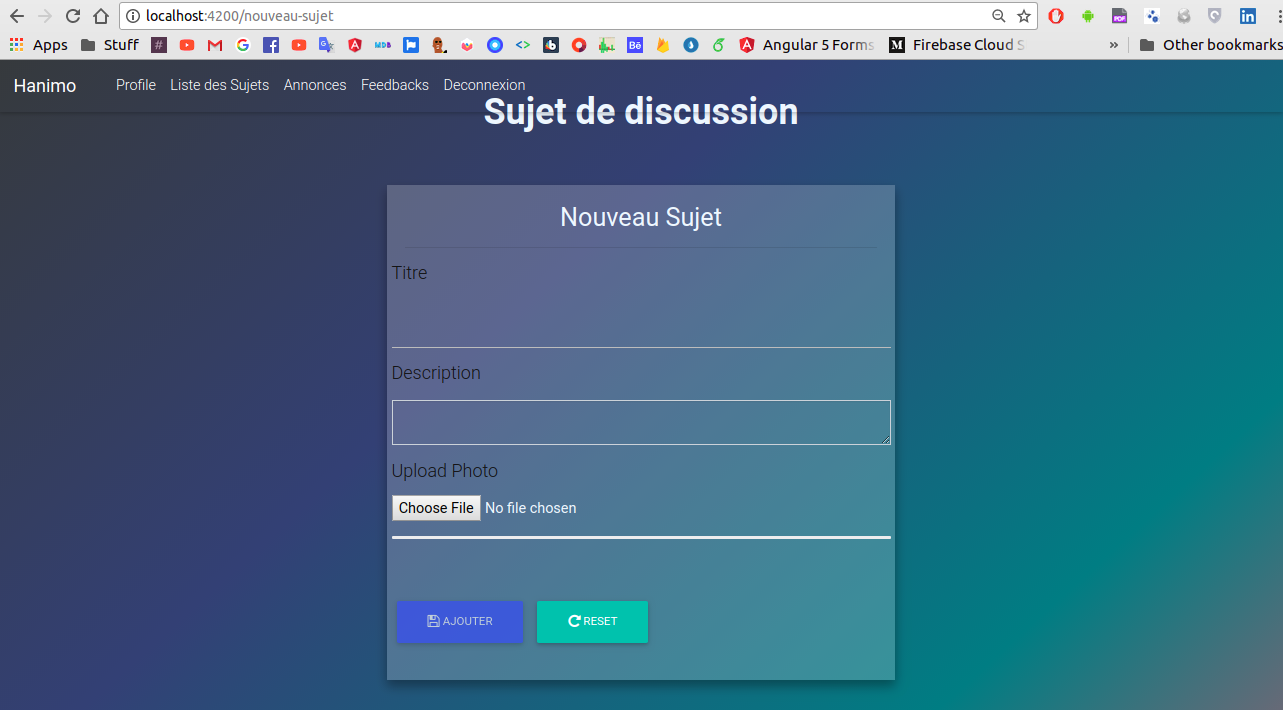 localhost:4200/nouveau-sujet
Apps Stuff Angular 5 Forms Firebase Cloud S » Other bookmarks
Hanimo Profile Liste des Sujets Annonces Feedbacks Deconnexion
Sujet de discussion
Nouveau Sujet
Titre
Description
Upload Photo
Choose File No file chosen
AJOUTER RESET